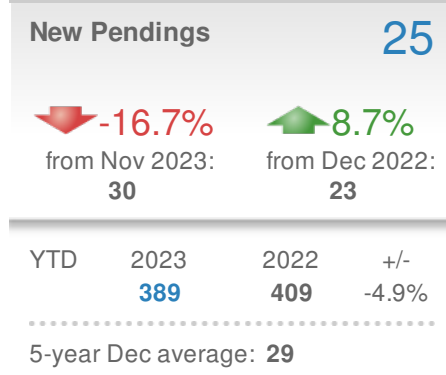 New Pendings 25
-16.7% 8.7%
from Nov 2023: from Dec 2022:
30 23
YTD 2023 2022 +/-
389 409 -4.9%
5-year Dec average: 29